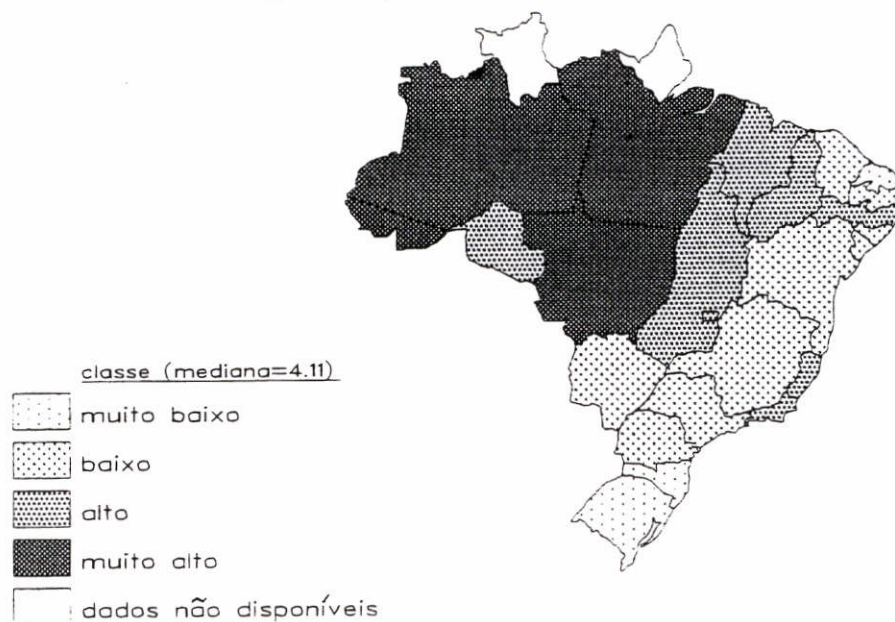 classe (mediana=4.11)
muito baixo
baixo
alto
muito alto
dados não disponíveis